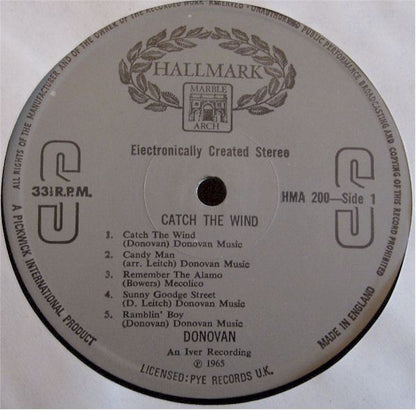 ALL RIGHTS OF THE MANUFACTURER AND OF THE OWNER OF THE RECORDED WORK RESERVED · UNAUTHORISED PUBLIC PERFORMANCE BROADCASTING AND COPYING OF THIS RECORD PROHIBITED
HALLMARK
MARBLE
ARCH
Electronically Created Stereo
33⅓ R.P.M.
HMA 200—Side 1
CATCH THE WIND
1. Catch The Wind
(Donovan) Donovan Music
2. Candy Man
(arr. Leitch) Donovan Music
3. Remember The Alamo
(Bowers) Mecolico
4. Sunny Goodge Street
(D. Leitch) Donovan Music
5. Ramblin' Boy
(Donovan) Donovan Music
DONOVAN
An Iver Recording
℗ 1965
A PICKWICK INTERNATIONAL PRODUCT
LICENSED: PYE RECORDS U.K.
MADE IN ENGLAND